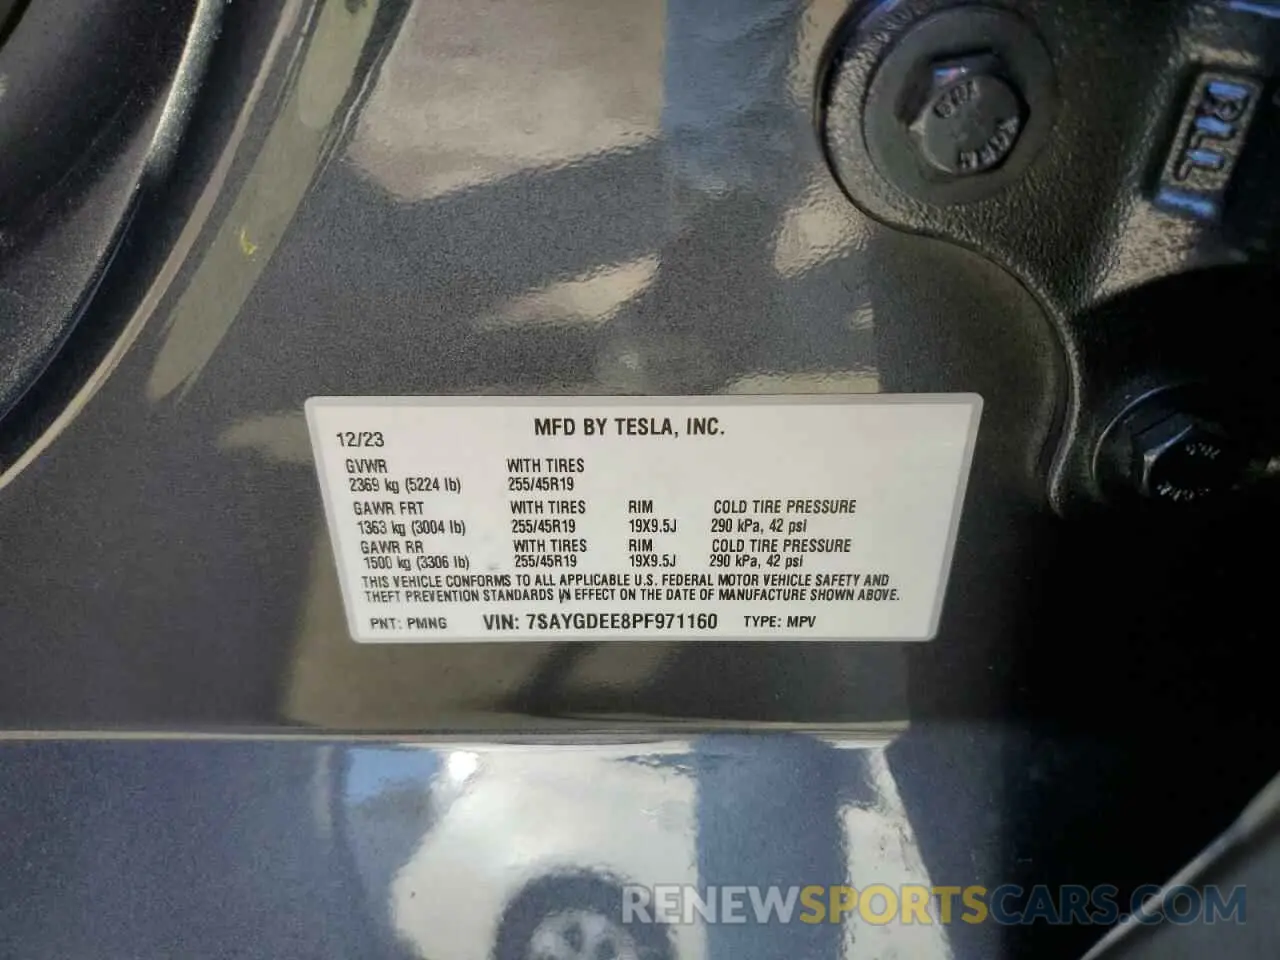 12/23
MFD BY TESLA, INC.
GVWR WITH TIRES
2369 kg (5224 lb) 255/45R19
GAWR FRT WITH TIRES RIM COLD TIRE PRESSURE
1363 kg (3004 lb) 255/45R19 19X9.5J 290 kPa, 42 psi
GAWR RR WITH TIRES RIM COLD TIRE PRESSURE
1500 kg (3306 lb) 255/45R19 19X9.5J 290 kPa, 42 psi
THIS VEHICLE CONFORMS TO ALL APPLICABLE U.S. FEDERAL MOTOR VEHICLE SAFETY AND
THEFT PREVENTION STANDARDS IN EFFECT ON THE DATE OF MANUFACTURE SHOWN ABOVE.
PNT: PMNG VIN: 7SAYGDEE8PF971160 TYPE: MPV
RENEWSPORTSCARS.COM